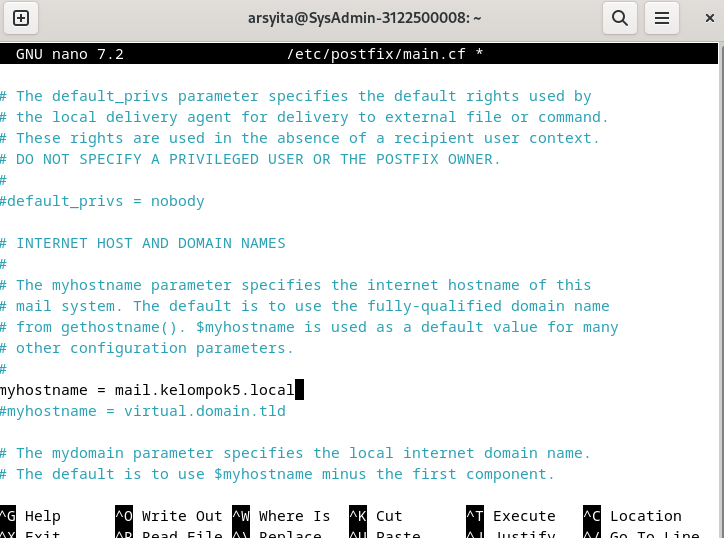 arsyita@SysAdmin-3122500008: ~
GNU nano 7.2 /etc/postfix/main.cf *
# The default_privs parameter specifies the default rights used by
# the local delivery agent for delivery to external file or command.
# These rights are used in the absence of a recipient user context.
# DO NOT SPECIFY A PRIVILEGED USER OR THE POSTFIX OWNER.
#
#default_privs = nobody
# INTERNET HOST AND DOMAIN NAMES
#
# The myhostname parameter specifies the internet hostname of this
# mail system. The default is to use the fully-qualified domain name
# from gethostname(). $myhostname is used as a default value for many
# other configuration parameters.
#
myhostname = mail.kelompok5.local
#myhostname = virtual.domain.tld
# The mydomain parameter specifies the local internet domain name.
# The default is to use $myhostname minus the first component.
^G Help ^O Write Out ^W Where Is ^K Cut ^T Execute ^C Location
^X Exit ^R Read File ^\ Replace ^U Paste ^J Justify ^/ Go To Line